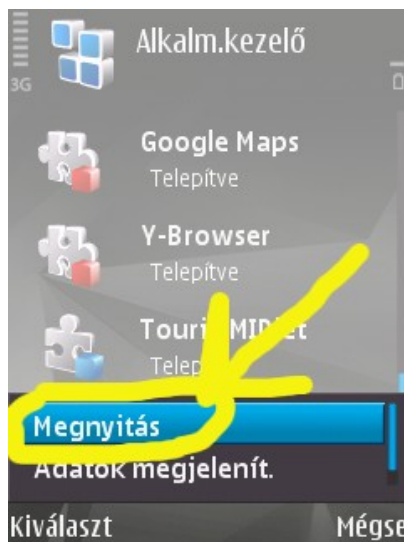 Alkalm.kezelő
3G
Google Maps
Telepítve
Y-Browser
Telepítve
Megnyitás
Adatok megjelenít.
Kiválaszt
Mégse